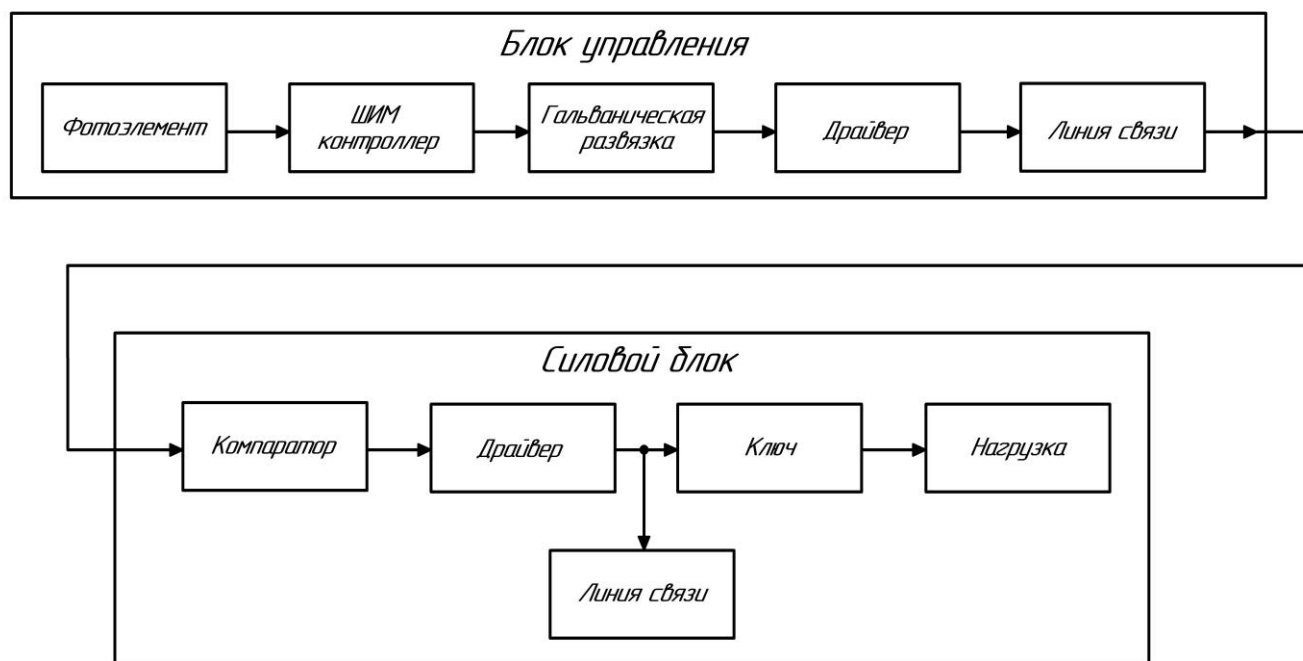 Блок управления
Фотоэлемент
ШИМ
контроллер
Гальваническая
развязка
Драйвер
Линия связи
Силовой блок
Компаратор
Драйвер
Ключ
Нагрузка
Линия связи